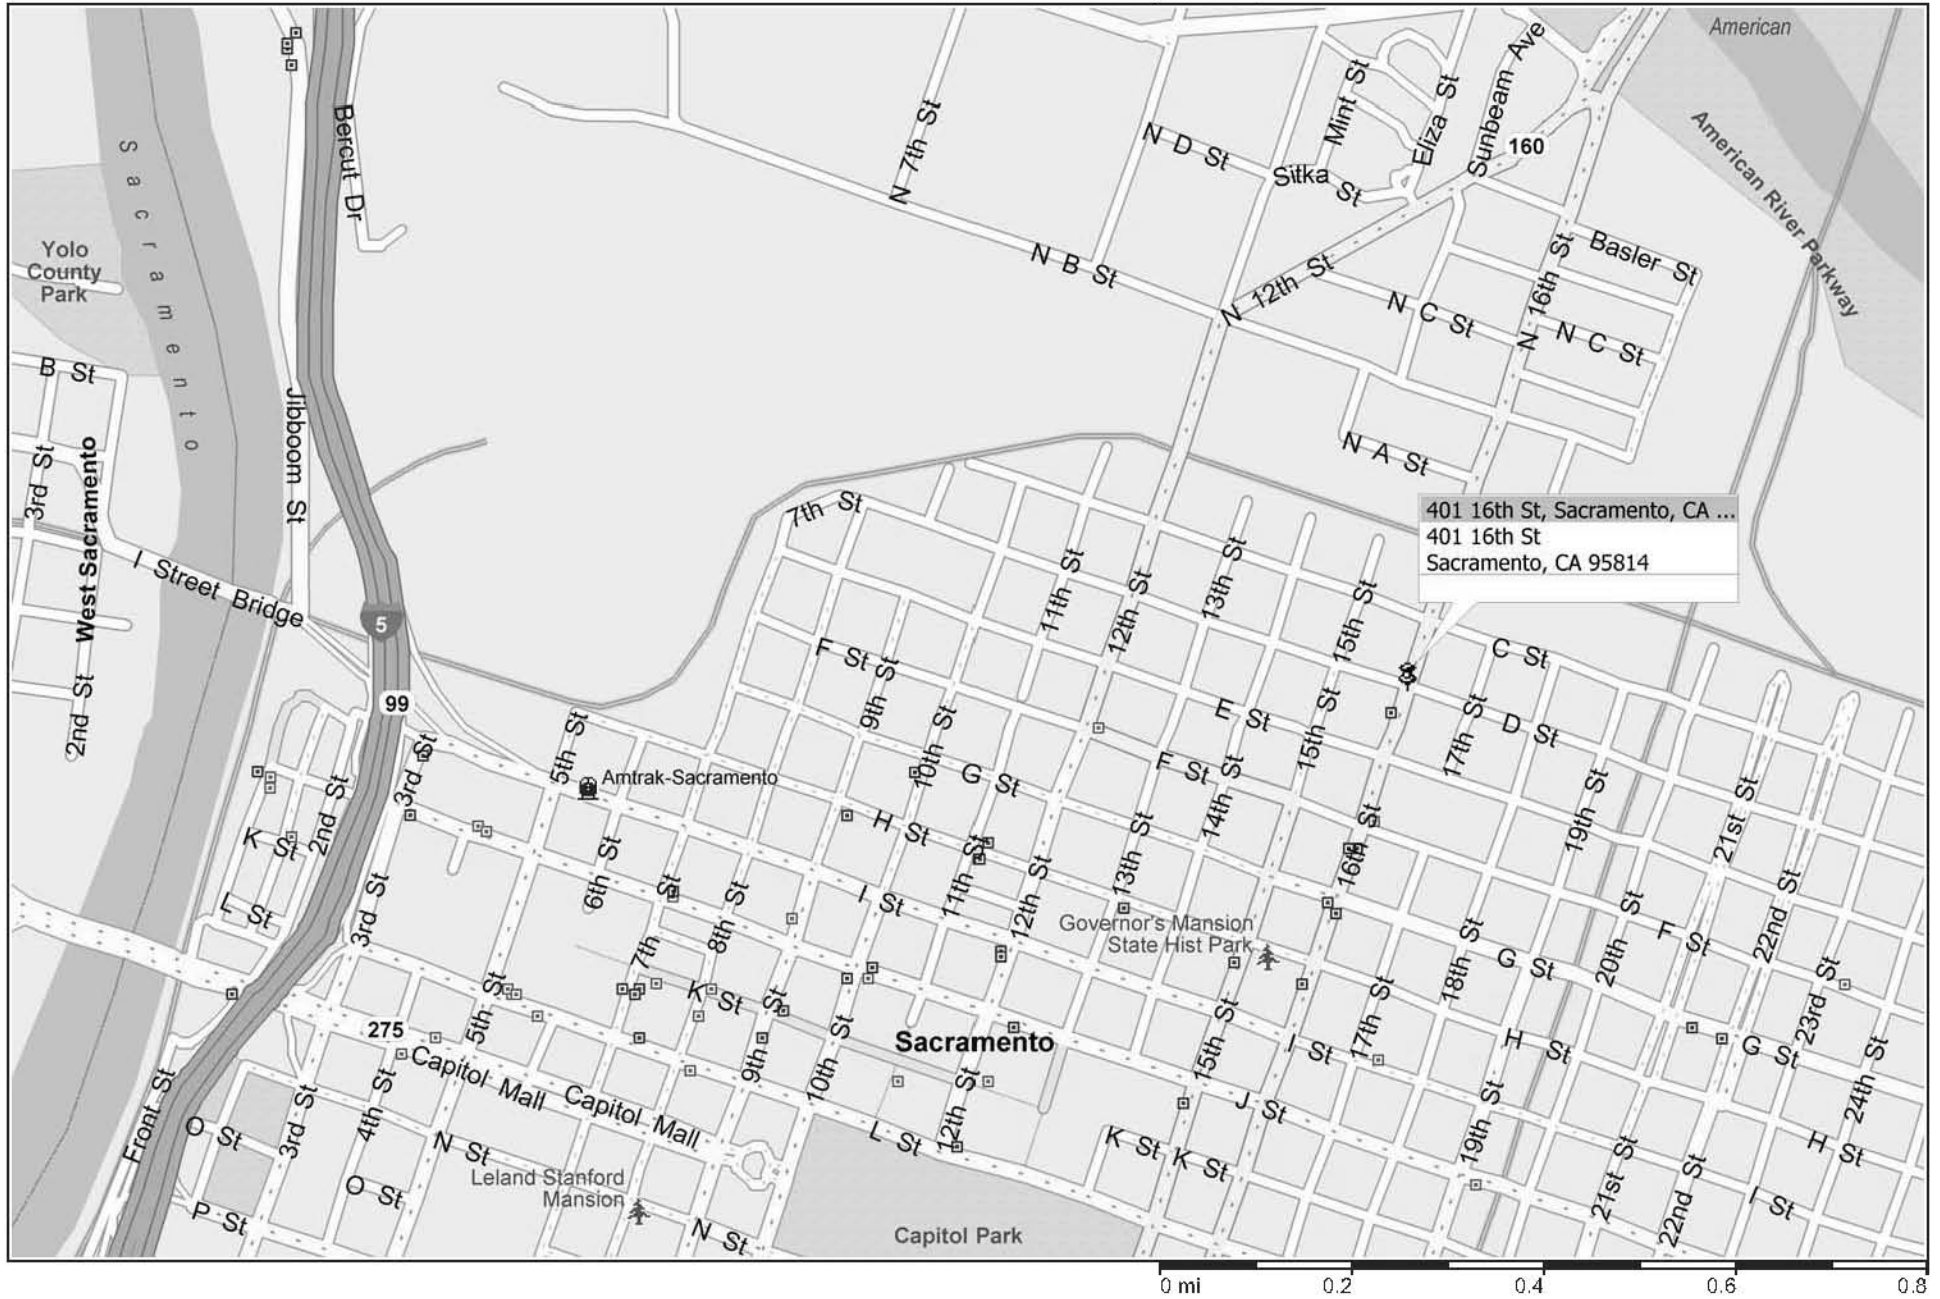 American
Sunbeam Ave
Mint St
Eliza St
Bercut Dr
N 7th St
N D St
160
American River Parkway
Sacramento
Sitka St
Yolo
County
Park
N B St
N 12th St
N 16th St
Basler St
N C St
N C St
B St
Jibboom St
3rd St
West Sacramento
N A St
7th St
401 16th St, Sacramento, CA ...
401 16th St
Sacramento, CA 95814
I Street Bridge
5
11th St
12th St
13th St
15th St
F St
C St
9th St
99
2nd St
E St
D St
15th St
17th St
10th St
5th St
3rd St
Amtrak-Sacramento
G St
F St
14th St
2nd St
K St
H St
13th St
16th St
19th St
21st St
6th St
St
8th St
11th St
12th St
I St
L St
3rd St
Governor's Mansion
State Hist Park
7th
18th St
20th St
F St
22nd St
G St
23rd St
5th St
K St
St
275
Sacramento
15th St
I St
17th St
H St
G St
24th St
Capitol Mall
Capitol Mall
9th
10th St
12th St
J St
19th St
Front St
O St
3rd St
4th St
N St
L St
K St
K St
21st St
22nd St
H St
I St
Leland Stanford
Mansion
O St
P St
N St
Capitol Park
0 mi
0.2
0.4
0.6
0.8